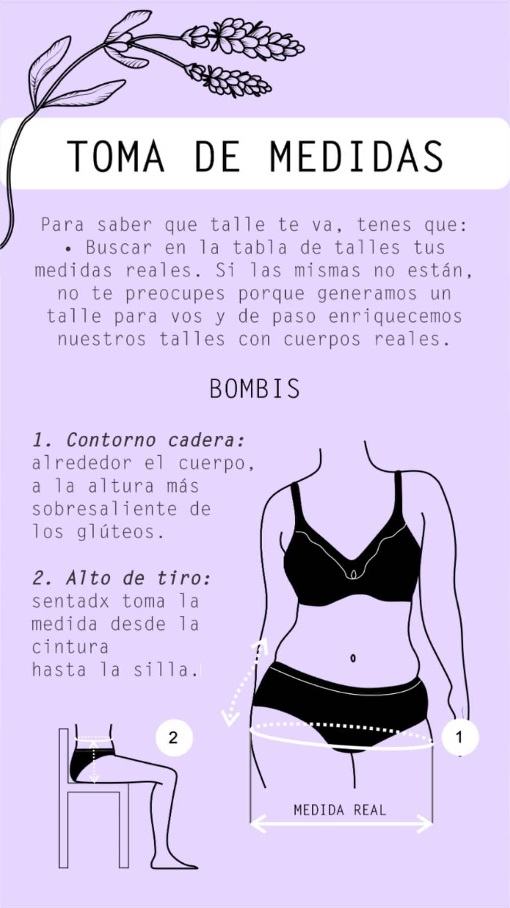 TOMA DE MEDIDAS
Para saber que talle te va, tenes que:
• Buscar en la tabla de talles tus
medidas reales. Si las mismas no están,
no te preocupes porque generamos un
talle para vos y de paso enriquecemos
nuestros talles con cuerpos reales.
BOMBIS
1. Contorno cadera:
alrededor el cuerpo,
a la altura más
sobresaliente de
los glúteos.
2. Alto de tiro:
sentadx toma la
medida desde la
cintura
hasta la silla.
2
1
MEDIDA REAL